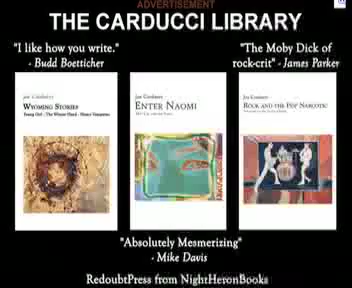 ADVERTISEMENT
THE CARDUCCI LIBRARY
"I like how you write."
- Budd Boetticher
"The Moby Dick of
rock-crit" - James Parker
Joe Carducci
WYOMING STORIES
Joe Carducci
ENTER NAOMI
Joe Carducci
ROCK AND THE POP NARCOTIC
"Absolutely Mesmerizing"
- Mike Davis
RedoubtPress from NightHeronBooks